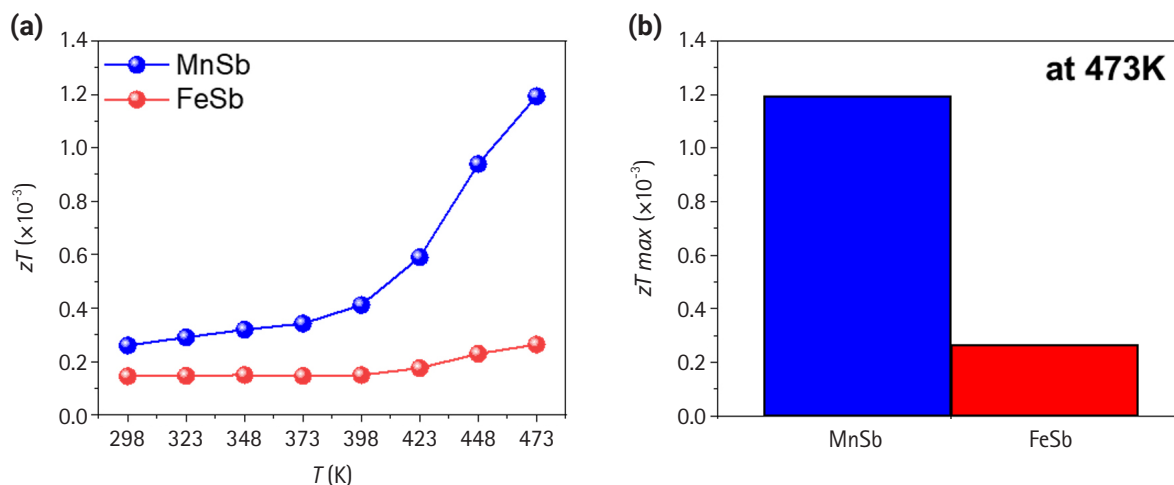 (a)
1.4
1.2
1.0
0.8
0.6
0.4
0.2
0.0
zT (×10⁻³)
MnSb
FeSb
298 323 348 373 398 423 448 473
T (K)
(b)
1.4
1.2
1.0
0.8
0.6
0.4
0.2
0.0
zT max (×10⁻³)
at 473K
MnSb FeSb